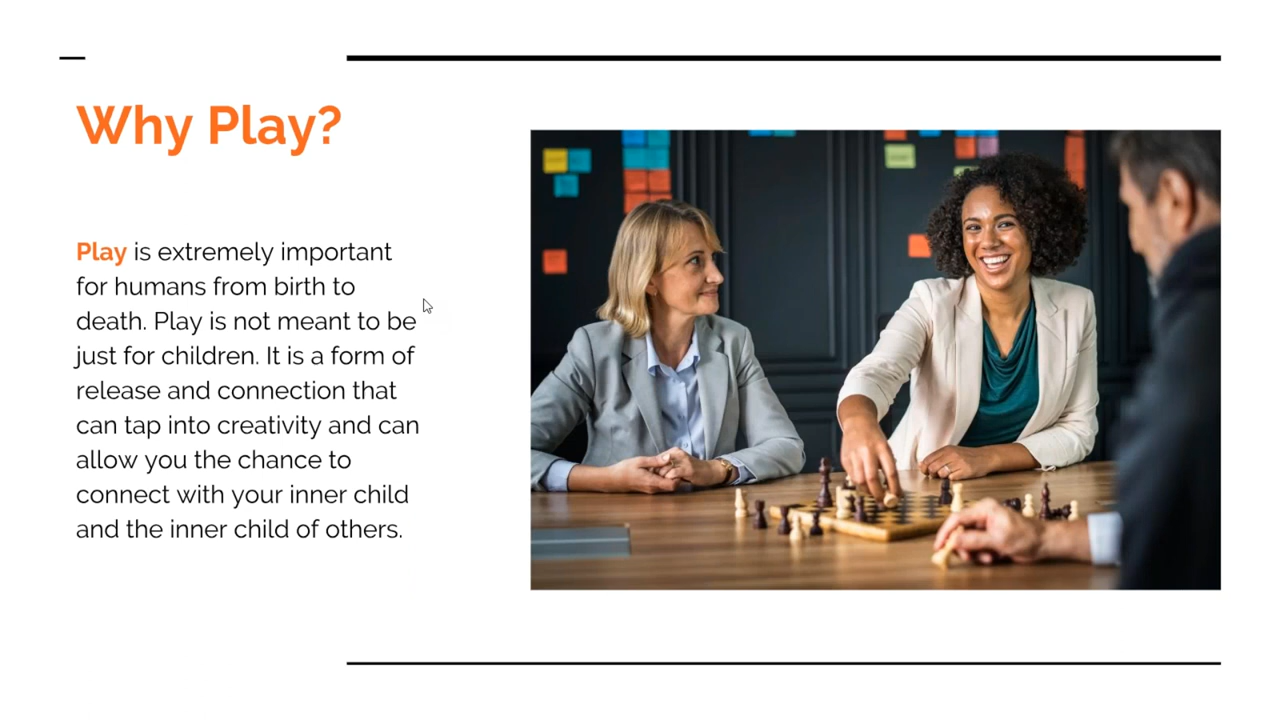 Why Play?
Play is extremely important
for humans from birth to
death. Play is not meant to be
just for children. It is a form of
release and connection that
can tap into creativity and can
allow you the chance to
connect with your inner child
and the inner child of others.